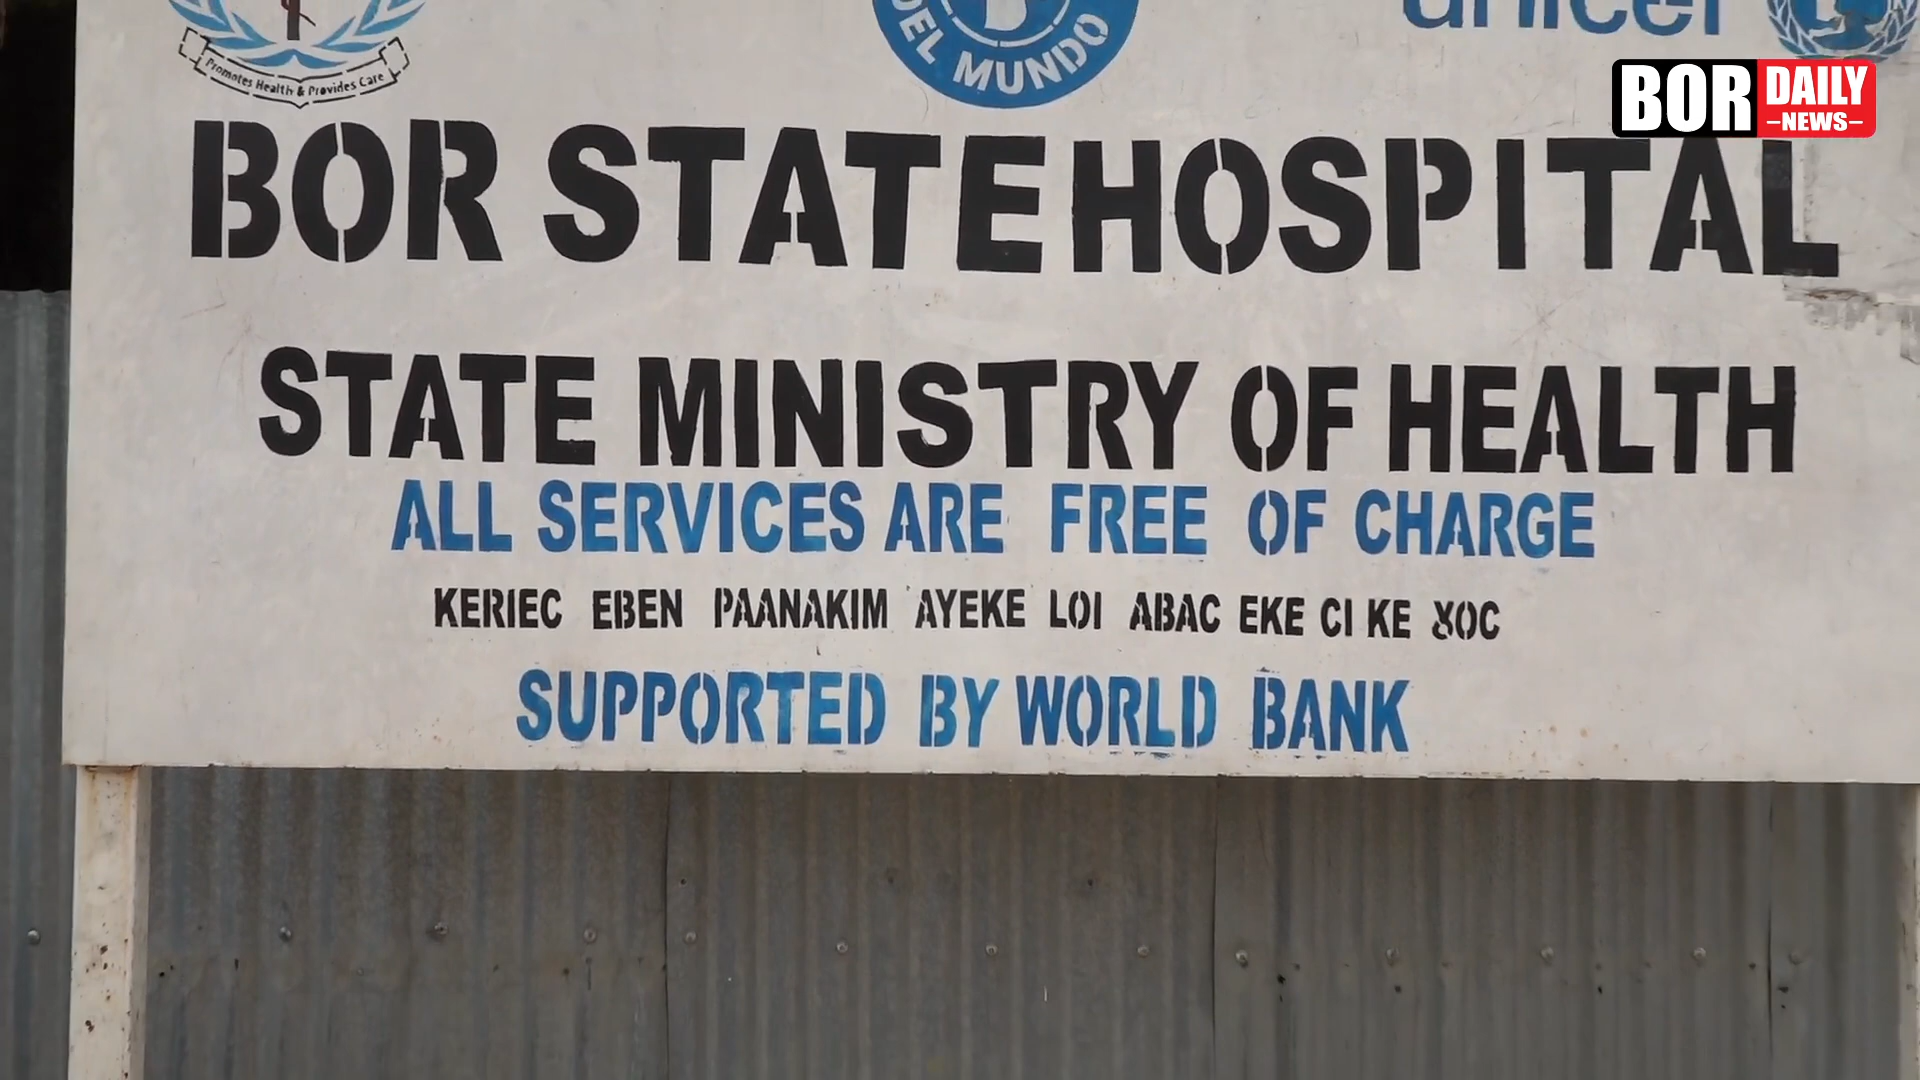 Promotes Health & Provides Care
DEL MUNDO
unicef
BOR DAILY
-NEWS-
BOR STATE HOSPITAL
STATE MINISTRY OF HEALTH
ALL SERVICES ARE FREE OF CHARGE
KERIEC EBEN PAANAKIM AYEKE LOI ABAC EKE CI KE ƔOC
SUPPORTED BY WORLD BANK